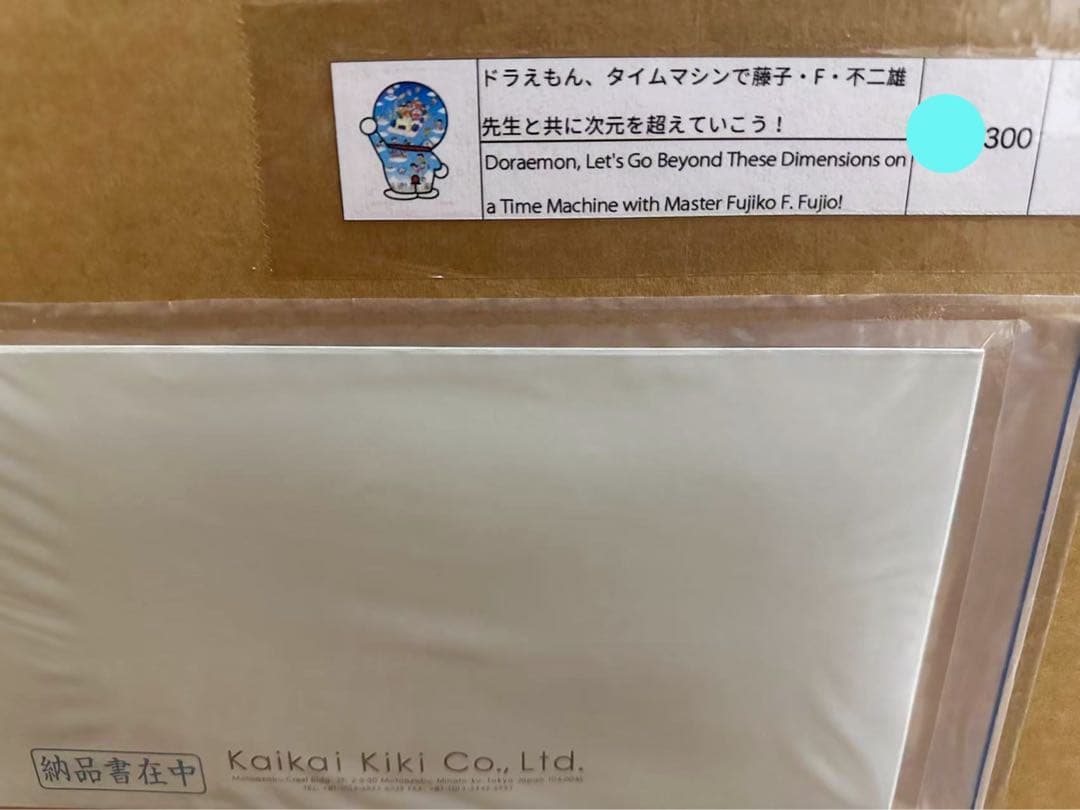 ドラえもん、タイムマシンで藤子・F・不二雄
先生と共に次元を超えていこう！
Doraemon, Let's Go Beyond These Dimensions on
a Time Machine with Master Fujiko F. Fujio!
300
納品書在中
Kaikai Kiki Co., Ltd.